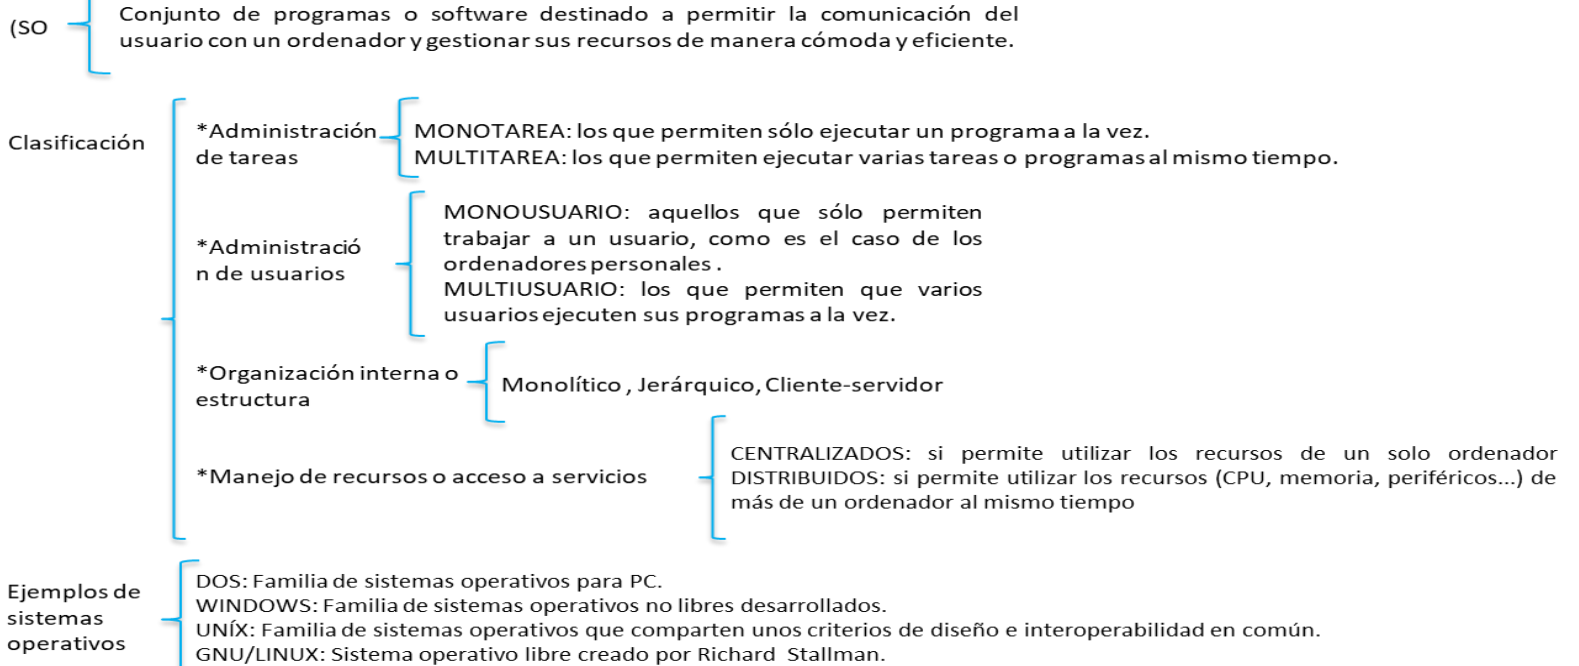 (SO
Conjunto de programas o software destinado a permitir la comunicación del
usuario con un ordenador y gestionar sus recursos de manera cómoda y eficiente.
Clasificación
*Administración
de tareas
MONOTAREA: los que permiten sólo ejecutar un programa a la vez.
MULTITAREA: los que permiten ejecutar varias tareas o programas al mismo tiempo.
*Administració
n de usuarios
MONOUSUARIO: aquellos que sólo permiten
trabajar a un usuario, como es el caso de los
ordenadores personales .
MULTIUSUARIO: los que permiten que varios
usuarios ejecuten sus programas a la vez.
*Organización interna o
estructura
Monolítico , Jerárquico, Cliente-servidor
*Manejo de recursos o acceso a servicios
CENTRALIZADOS: si permite utilizar los recursos de un solo ordenador
DISTRIBUIDOS: si permite utilizar los recursos (CPU, memoria, periféricos...) de
más de un ordenador al mismo tiempo
Ejemplos de
sistemas
operativos
DOS: Familia de sistemas operativos para PC.
WINDOWS: Familia de sistemas operativos no libres desarrollados.
UNÍX: Familia de sistemas operativos que comparten unos criterios de diseño e interoperabilidad en común.
GNU/LINUX: Sistema operativo libre creado por Richard Stallman.